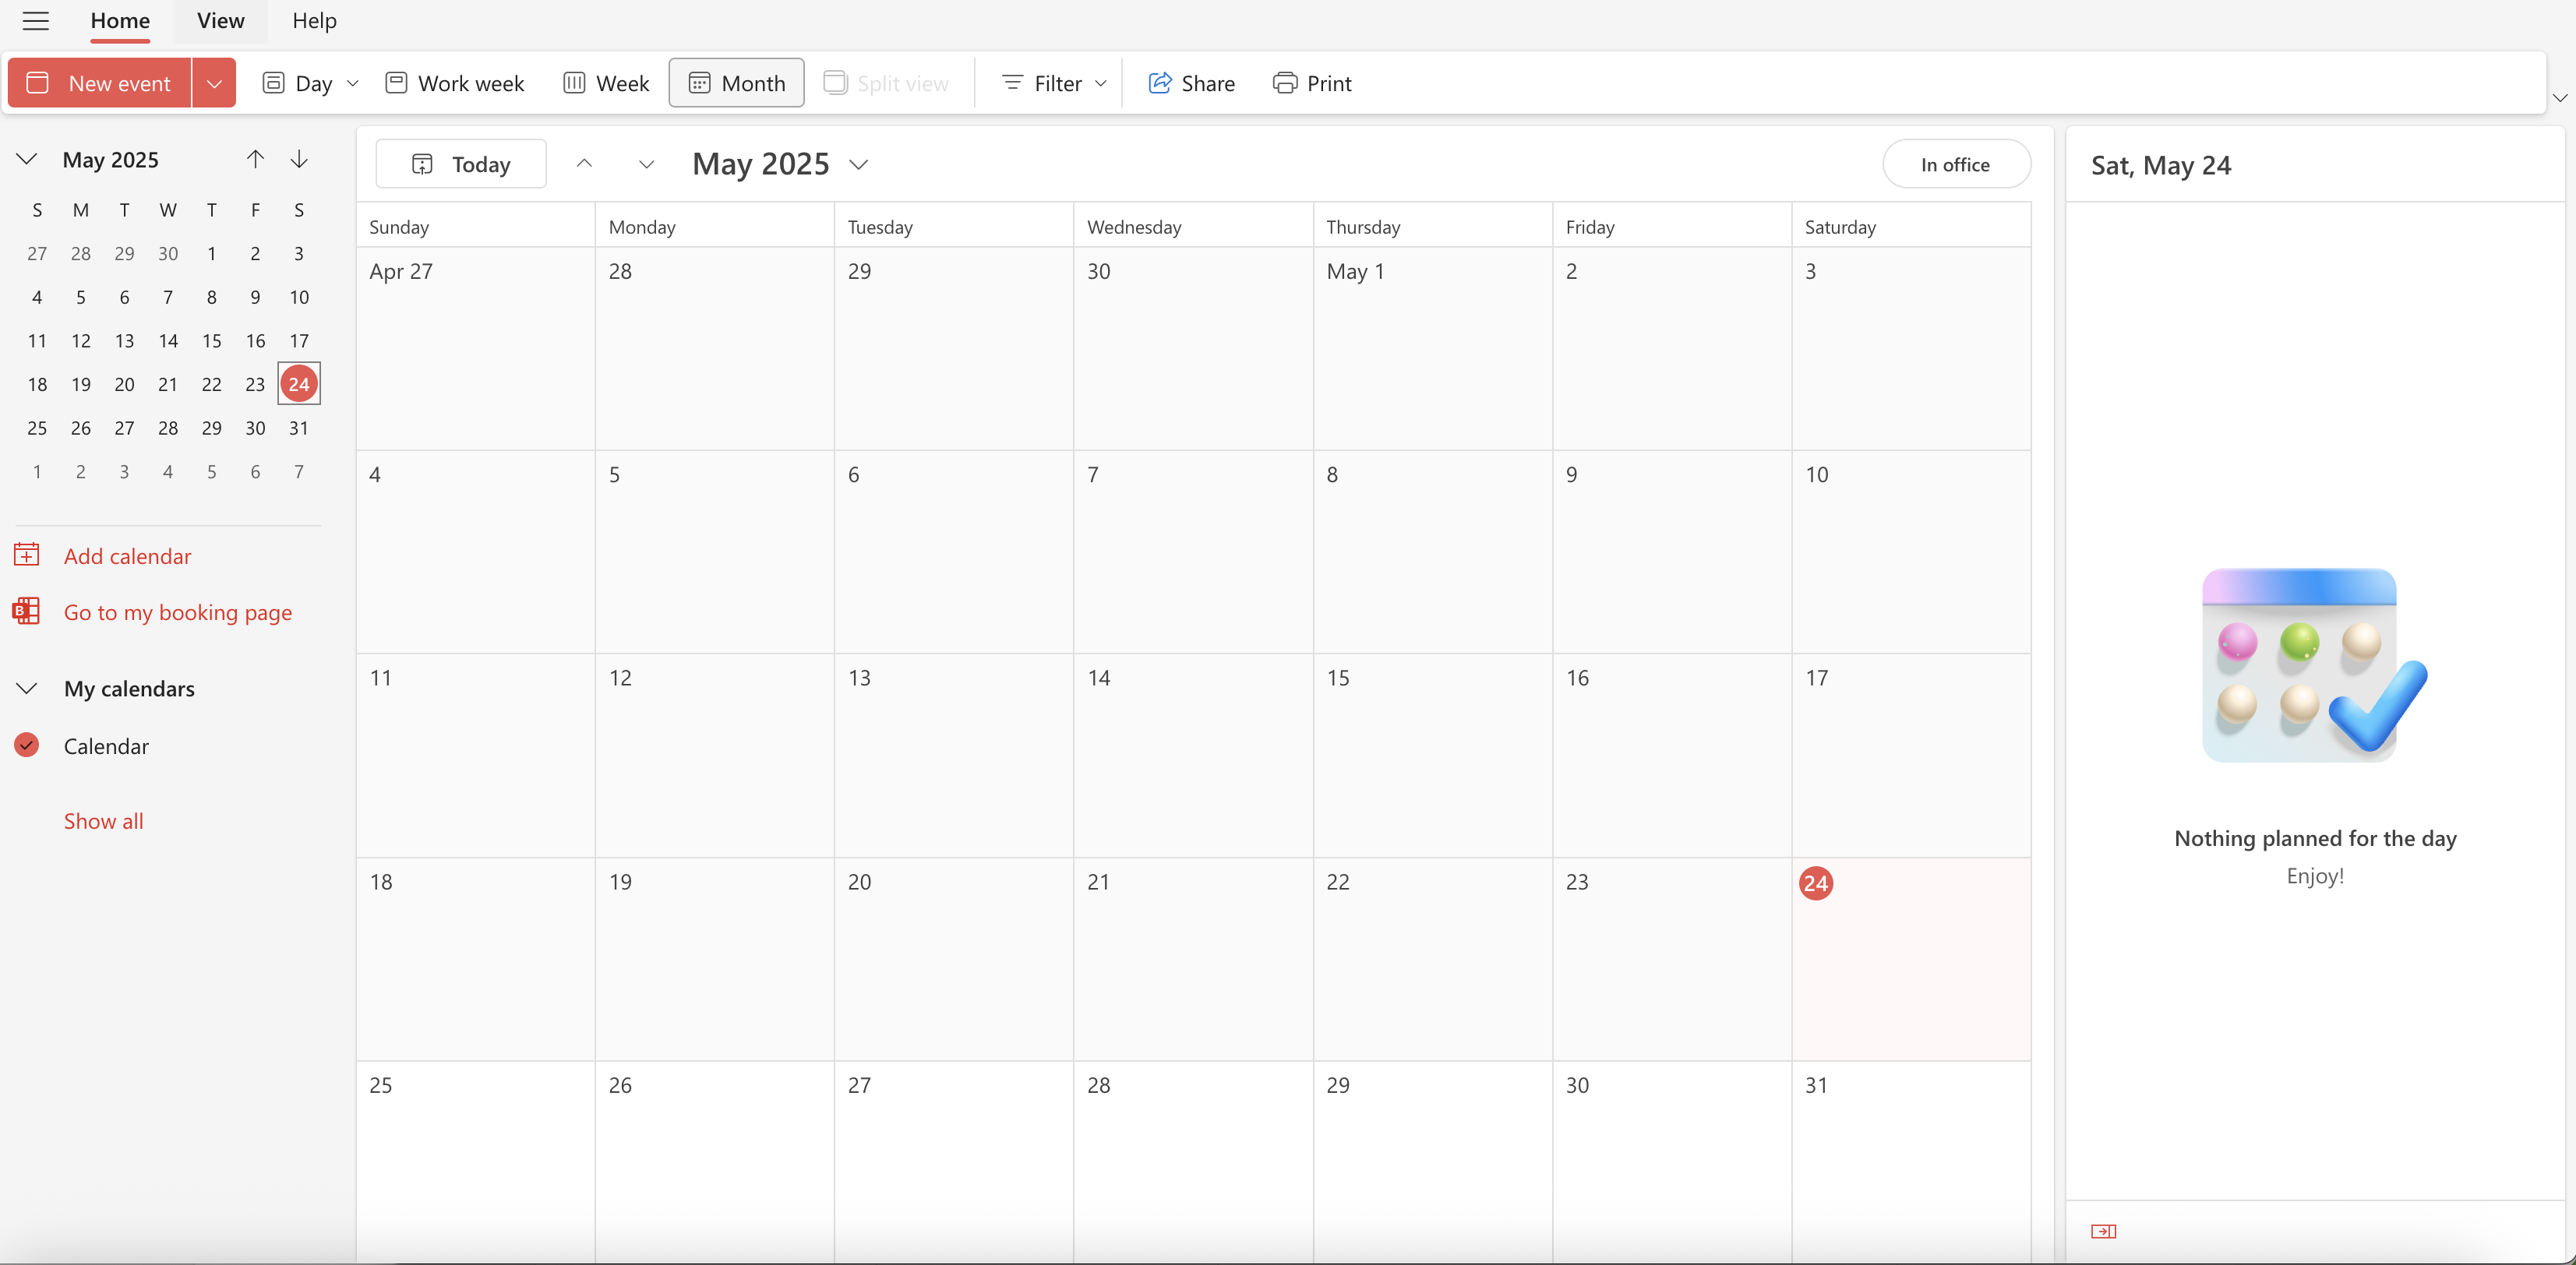 Home View Help
New event Day Work week Week Month Split view Filter Share Print
May 2025
S M T W T F S
27 28 29 30 1 2 3
4 5 6 7 8 9 10
11 12 13 14 15 16 17
18 19 20 21 22 23 24
25 26 27 28 29 30 31
1 2 3 4 5 6 7
Add calendar
B
Go to my booking page
My calendars
Calendar
Show all
Today May 2025 In office
Sunday Monday Tuesday Wednesday Thursday Friday Saturday
Apr 27 28 29 30 May 1 2 3
4 5 6 7 8 9 10
11 12 13 14 15 16 17
18 19 20 21 22 23 24
25 26 27 28 29 30 31
Sat, May 24
Nothing planned for the day
Enjoy!